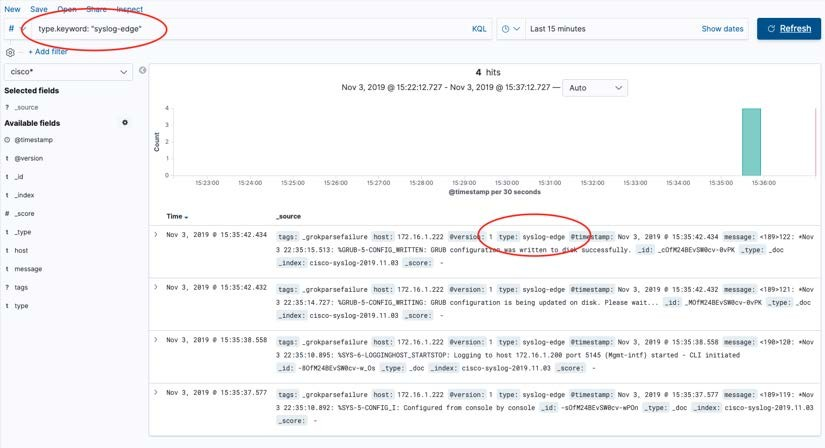 New Save Open Share Inspect
# type.keyword: "syslog-edge" KQL Last 15 minutes Show dates Refresh
+ Add filter
cisco*
4 hits
Nov 3, 2019 @ 15:22:12.727 - Nov 3, 2019 @ 15:37:12.727 — Auto
Selected fields
? _source
Available fields
@timestamp
t @version
t _id
t _index
# _score
t _type
t host
t message
? tags
t type
Count
4
3
2
1
0
15:23:00 15:24:00 15:25:00 15:26:00 15:27:00 15:28:00 15:29:00 15:30:00 15:31:00 15:32:00 15:33:00 15:34:00 15:35:00 15:36:00
@timestamp per 30 seconds
Time _source
Nov 3, 2019 @ 15:35:42.434 tags: _grokparsefailure host: 172.16.1.222 @version: 1 type: syslog-edge @timestamp: Nov 3, 2019 @ 15:35:42.434 message: <189>122: *Nov
3 22:35:15.513: %GRUB-5-CONFIG_WRITTEN: GRUB configuration was written to disk successfully. _id: _cOfM24BEvSW0cv-0vPK _type: _doc
_index: cisco-syslog-2019.11.03 _score: -
Nov 3, 2019 @ 15:35:42.432 tags: _grokparsefailure host: 172.16.1.222 @version: 1 type: syslog-edge @timestamp: Nov 3, 2019 @ 15:35:42.432 message: <189>121: *Nov
3 22:35:14.727: %GRUB-5-CONFIG_WRITING: GRUB configuration is being updated on disk. Please wait... _id: _MOfM24BEvSW0cv-0vPK _type: _doc
_index: cisco-syslog-2019.11.03 _score: -
Nov 3, 2019 @ 15:35:38.558 tags: _grokparsefailure host: 172.16.1.222 @version: 1 type: syslog-edge @timestamp: Nov 3, 2019 @ 15:35:38.558 message: <190>120: *Nov
3 22:35:10.895: %SYS-6-LOGGINGHOST_STARTSTOP: Logging to host 172.16.1.200 port 5145 (Mgmt-intf) started - CLI initiated
_id: -8OfM24BEvSW0cv-w_Os _type: _doc _index: cisco-syslog-2019.11.03 _score: -
Nov 3, 2019 @ 15:35:37.577 tags: _grokparsefailure host: 172.16.1.222 @version: 1 type: syslog-edge @timestamp: Nov 3, 2019 @ 15:35:37.577 message: <189>119: *Nov
3 22:35:10.892: %SYS-5-CONFIG_I: Configured from console by console _id: -sOfM24BEvSW0cv-wPOn _type: _doc _index: cisco-syslog-2019.11.03
_score: -